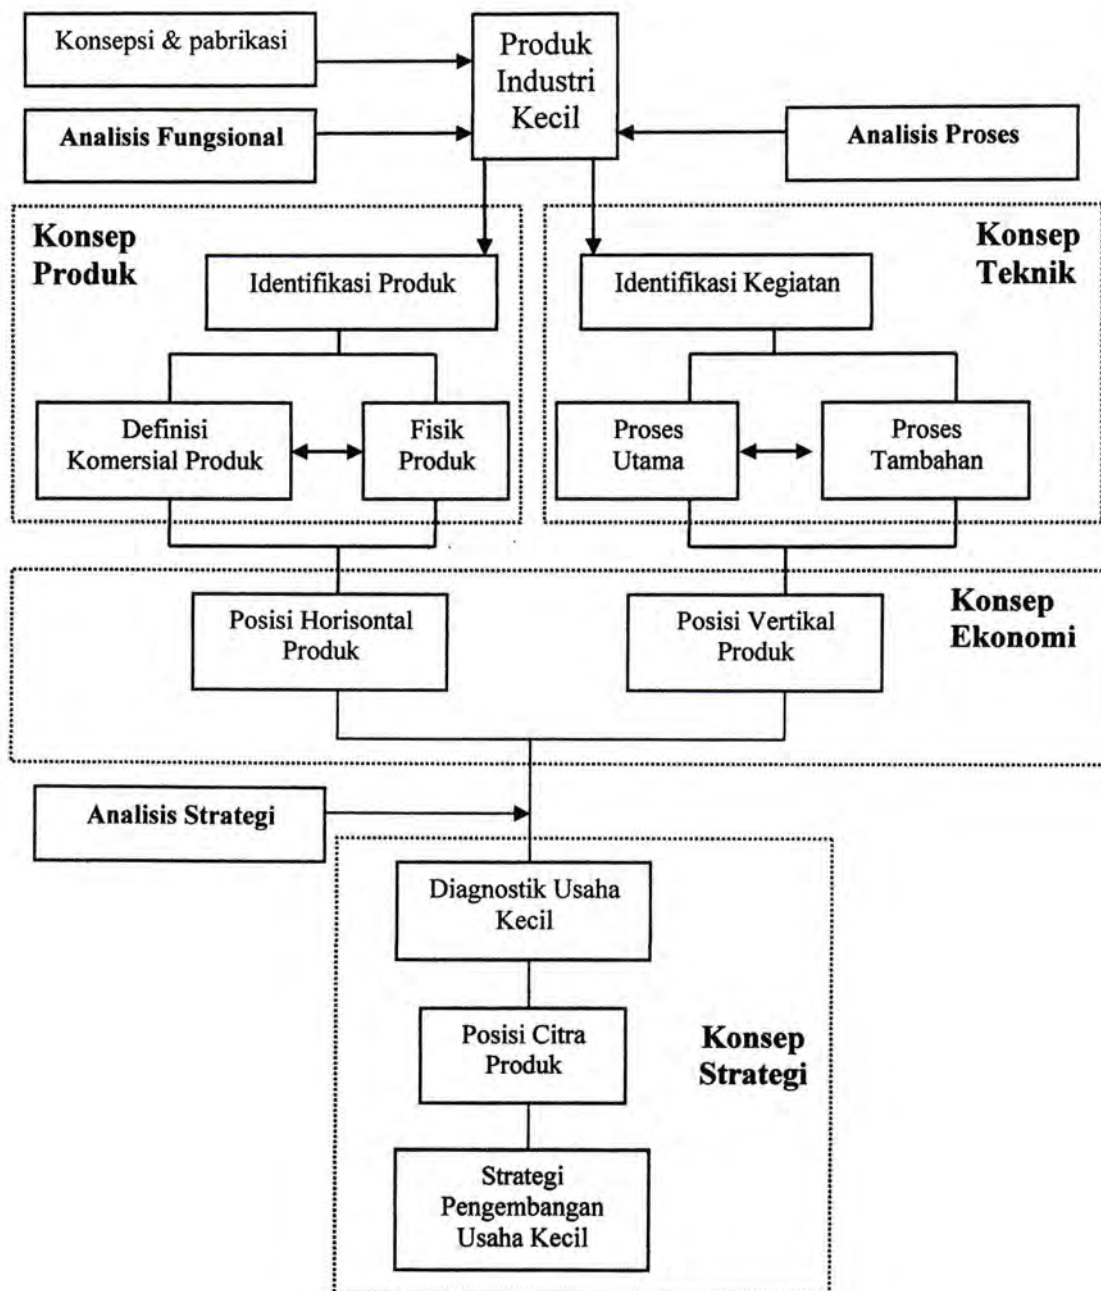 Konsepsi & pabrikasi
Produk
Industri
Kecil
Analisis Fungsional
Analisis Proses
Konsep
Produk
Konsep
Teknik
Identifikasi Produk
Identifikasi Kegiatan
Definisi
Komersial Produk
Fisik
Produk
Proses
Utama
Proses
Tambahan
Posisi Horisontal
Produk
Posisi Vertikal
Produk
Konsep
Ekonomi
Analisis Strategi
Diagnostik Usaha
Kecil
Posisi Citra
Produk
Konsep
Strategi
Strategi
Pengembangan
Usaha Kecil